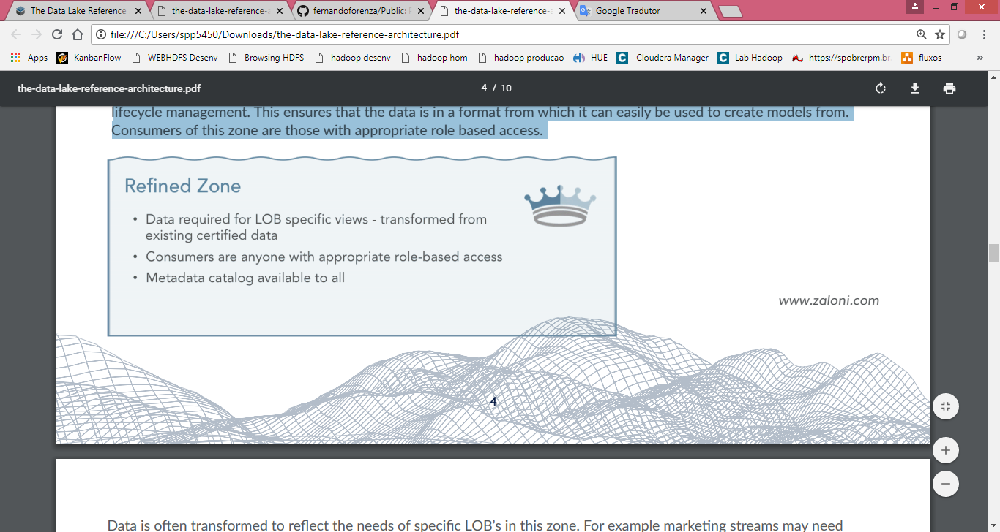 The Data Lake Reference
the-data-lake-reference-
fernandoforenza/Public:
the-data-lake-reference-
Google Tradutor
file:///C:/Users/spp5450/Downloads/the-data-lake-reference-architecture.pdf
Apps KanbanFlow WEBHDFS Desenv Browsing HDFS hadoop desenv hadoop hom hadoop producao HUE Cloudera Manager Lab Hadoop https://spobrerpm.br fluxos »
the-data-lake-reference-architecture.pdf 4 / 10
lifecycle management. This ensures that the data is in a format from which it can easily be used to create models from.
Consumers of this zone are those with appropriate role based access.
Refined Zone
• Data required for LOB specific views - transformed from
existing certified data
• Consumers are anyone with appropriate role-based access
• Metadata catalog available to all
www.zaloni.com
4
Data is often transformed to reflect the needs of specific LOB's in this zone. For example marketing streams may need